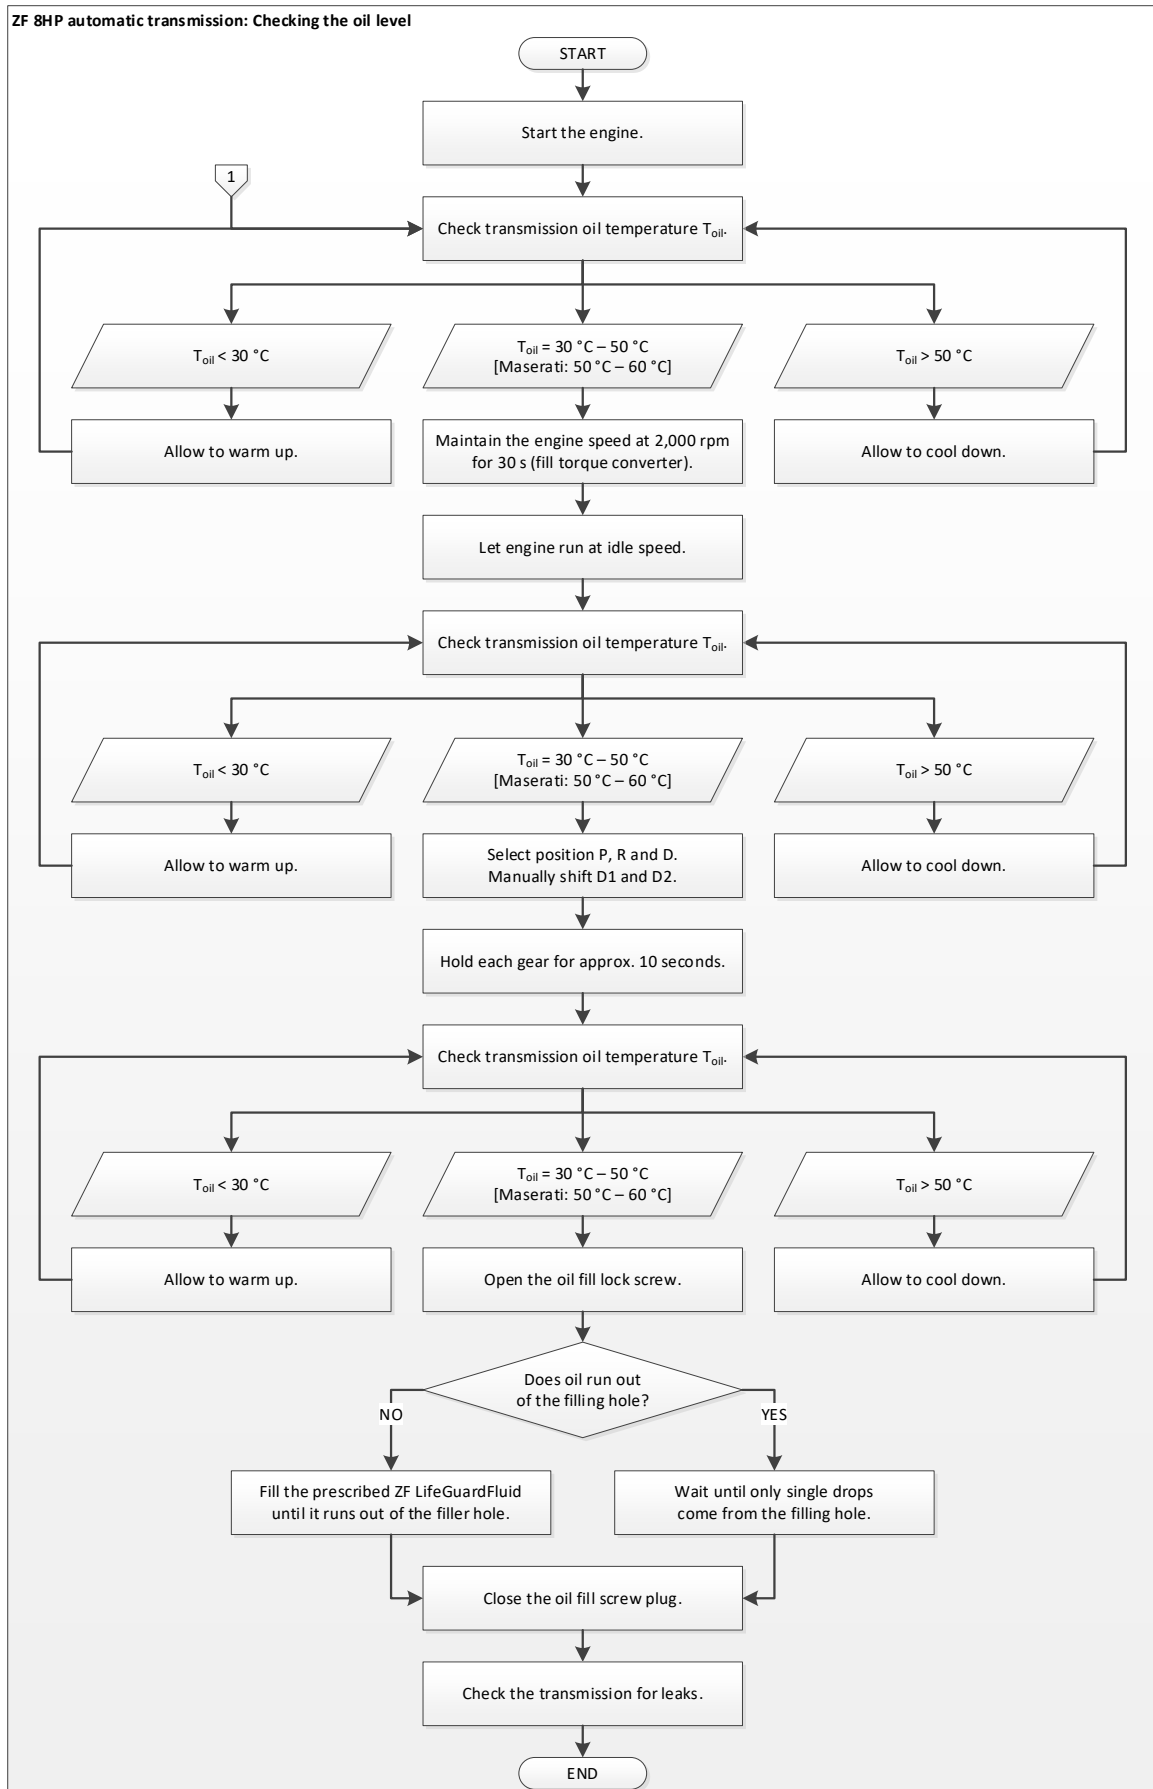 ZF 8HP automatic transmission: Checking the oil level
START
Start the engine.
1
Check transmission oil temperature Toil.
Toil < 30 °C
Toil = 30 °C – 50 °C
[Maserati: 50 °C – 60 °C]
Toil > 50 °C
Allow to warm up.
Maintain the engine speed at 2,000 rpm
for 30 s (fill torque converter).
Allow to cool down.
Let engine run at idle speed.
Check transmission oil temperature Toil.
Toil < 30 °C
Toil = 30 °C – 50 °C
[Maserati: 50 °C – 60 °C]
Toil > 50 °C
Allow to warm up.
Select position P, R and D.
Manually shift D1 and D2.
Allow to cool down.
Hold each gear for approx. 10 seconds.
Check transmission oil temperature Toil.
Toil < 30 °C
Toil = 30 °C – 50 °C
[Maserati: 50 °C – 60 °C]
Toil > 50 °C
Allow to warm up.
Open the oil fill lock screw.
Allow to cool down.
Does oil run out
of the filling hole?
NO
YES
Fill the prescribed ZF LifeGuardFluid
until it runs out of the filler hole.
Wait until only single drops
come from the filling hole.
Close the oil fill screw plug.
Check the transmission for leaks.
END